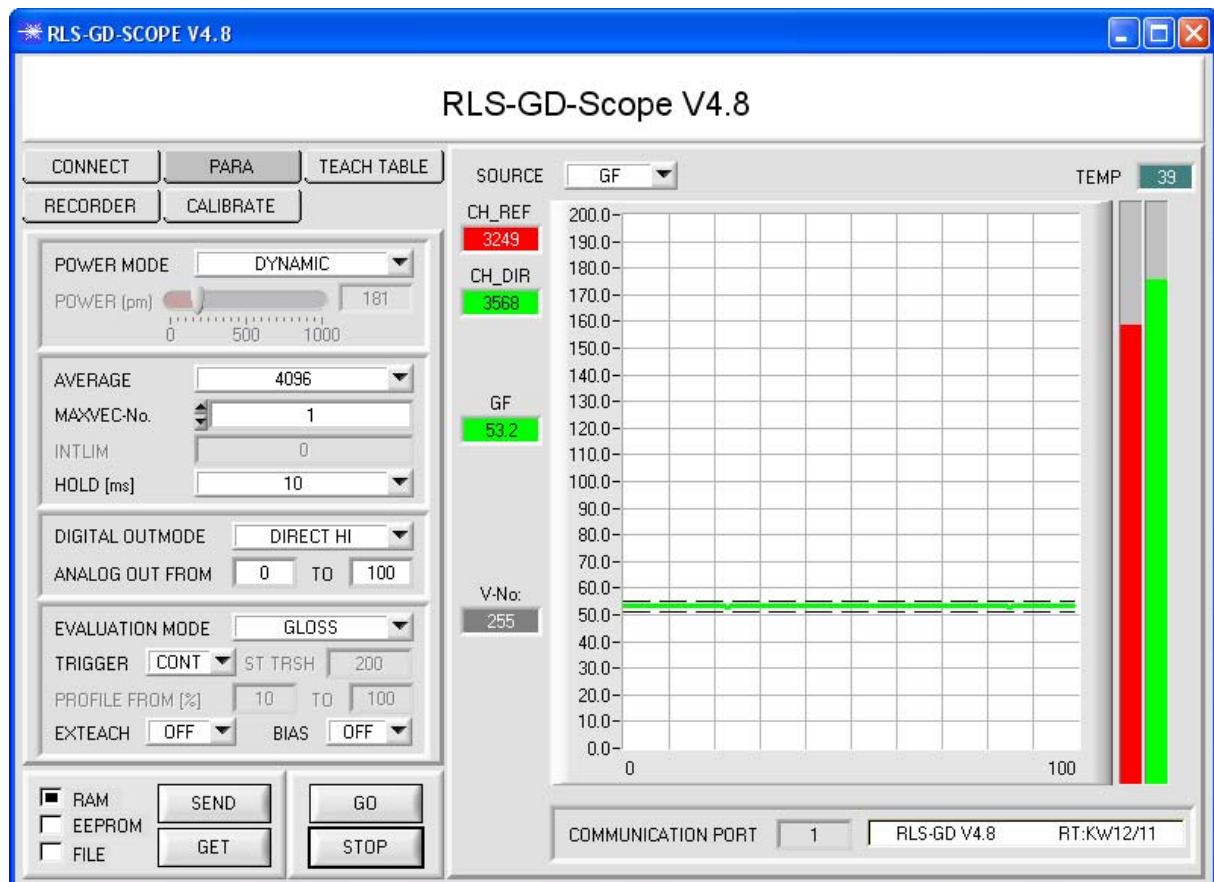 RLS-GD-SCOPE V4.8
RLS-GD-Scope V4.8
CONNECT PARA TEACH TABLE
RECORDER CALIBRATE
POWER MODE DYNAMIC
POWER (pm) 181
0 500 1000
AVERAGE 4096
MAXVEC-No. 1
INTLIM 0
HOLD [ms] 10
DIGITAL OUTMODE DIRECT HI
ANALOG OUT FROM 0 TO 100
EVALUATION MODE GLOSS
TRIGGER CONT ST TRSH 200
PROFILE FROM [%] 10 TO 100
EXTEACH OFF BIAS OFF
RAM
EEPROM
FILE
SEND
GET
GO
STOP
SOURCE GF
TEMP 39
CH_REF
3249
CH_DIR
3568
GF
53.2
V-No:
255
200.0
190.0
180.0
170.0
160.0
150.0
140.0
130.0
120.0
110.0
100.0
90.0
80.0
70.0
60.0
50.0
40.0
30.0
20.0
10.0
0.0
0 100
COMMUNICATION PORT 1 RLS-GD V4.8 RT:KW12/11